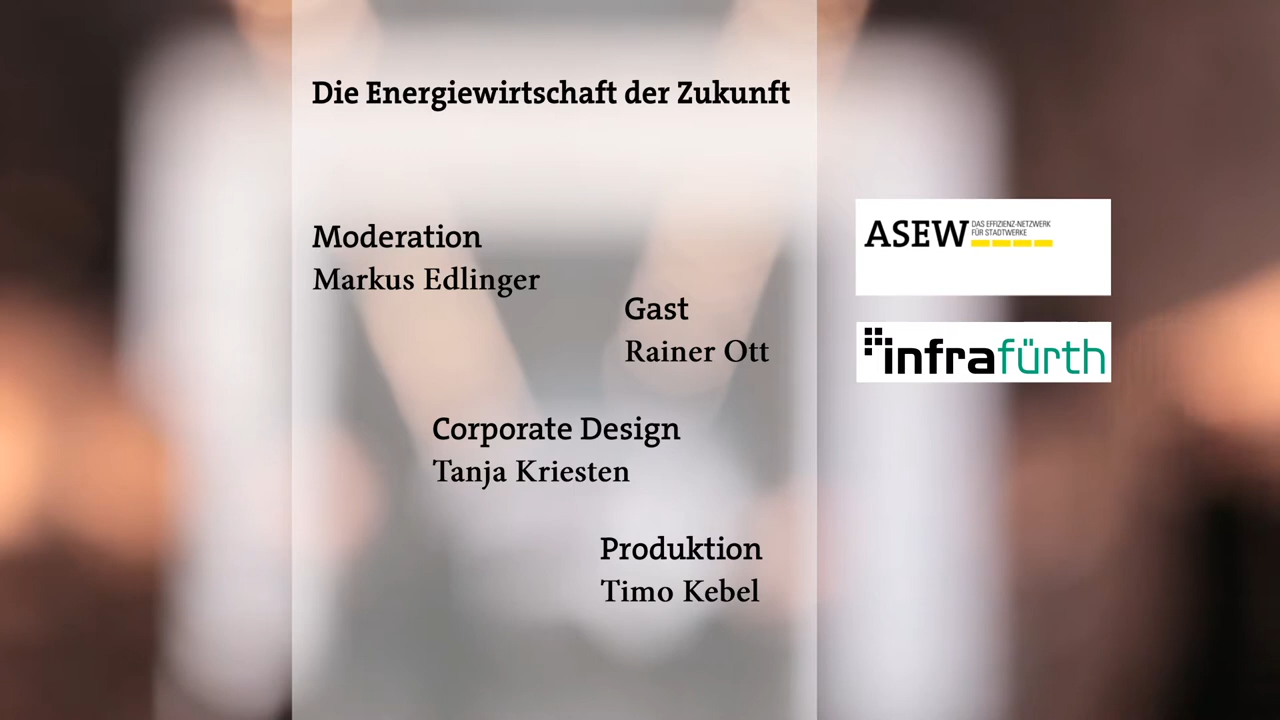 Die Energiewirtschaft der Zukunft
Moderation
Markus Edlinger
Gast
Rainer Ott
Corporate Design
Tanja Kriesten
Produktion
Timo Kebel
ASEW
DAS EFFIZIENZ-NETZWERK
FÜR STADTWERKE
infrafürth